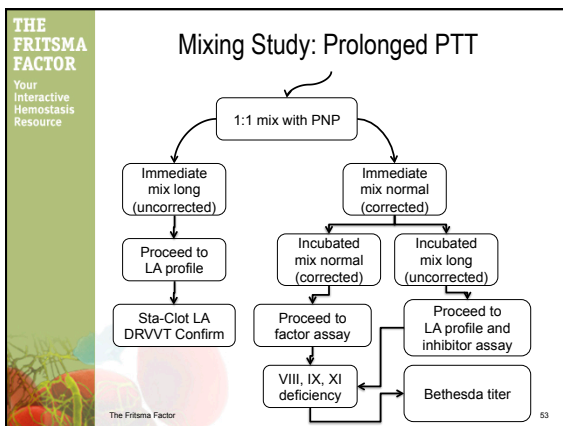 THE
FRITSMA
FACTOR
Your
Interactive
Hemostasis
Resource
Mixing Study: Prolonged PTT
1:1 mix with PNP
Immediate
mix long
(uncorrected)
Immediate
mix normal
(corrected)
Proceed to
LA profile
Incubated
mix normal
(corrected)
Incubated
mix long
(uncorrected)
Sta-Clot LA
DRVVT Confirm
Proceed to
factor assay
Proceed to
LA profile and
inhibitor assay
VIII, IX, XI
deficiency
Bethesda titer
The Fritsma Factor
53